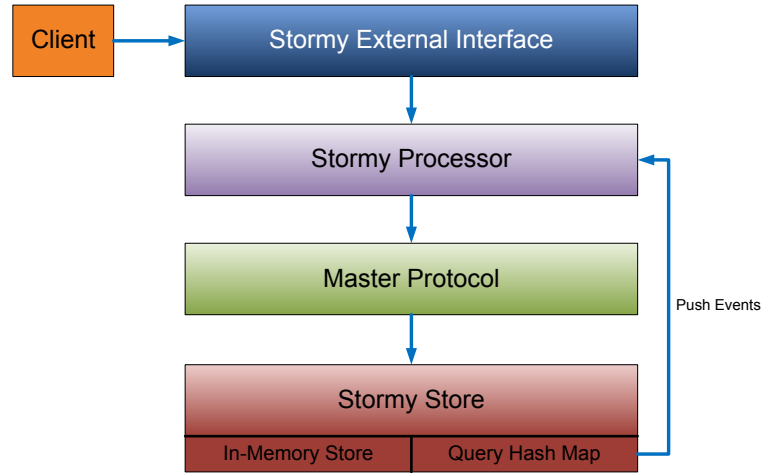 Client
Stormy External Interface
Stormy Processor
Master Protocol
Push Events
Stormy Store
In-Memory Store
Query Hash Map